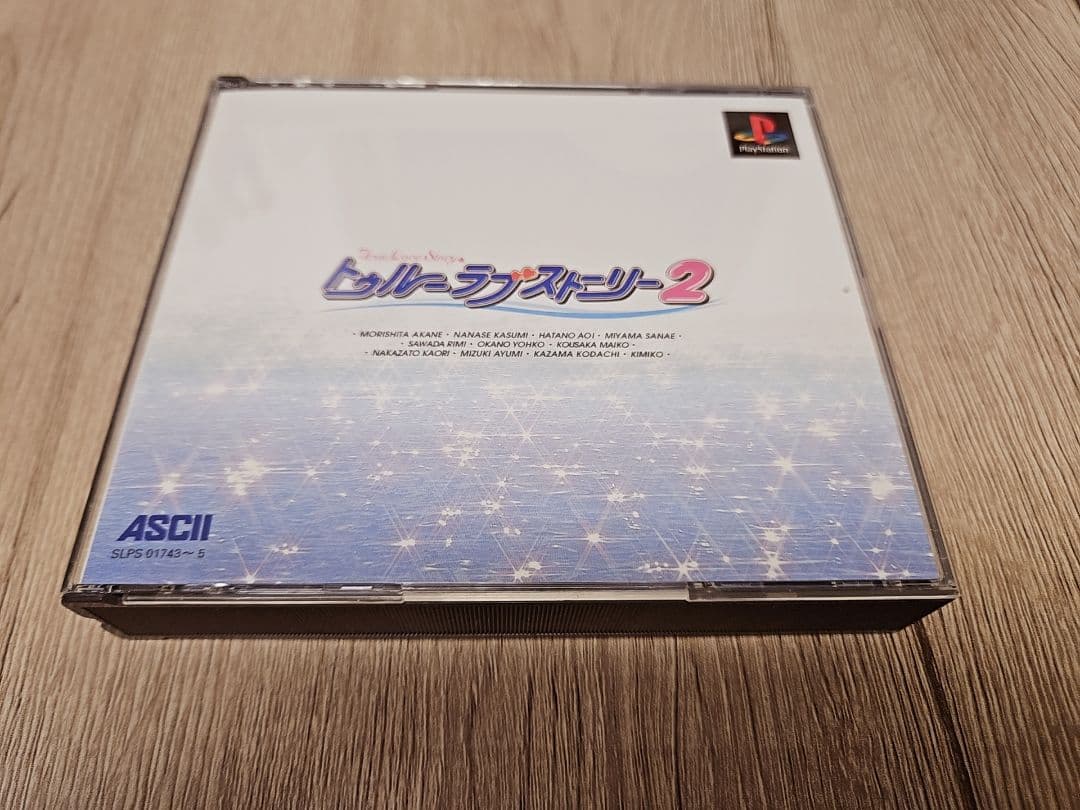 PlayStation
True Love Story
トゥルー・ラブストーリー2
・MORISHITA AKANE・NANASE KASUMI・HATANO AOI・MIYAMA SANAE・
・SAWADA RIMI・OKANO YOHKO・KOUSAKA MAIKO・
・NAKAZATO KAORI・MIZUKI AYUMI・KAZAMA KODACHI・KIMIKO・
ASCII
SLPS 01743～5